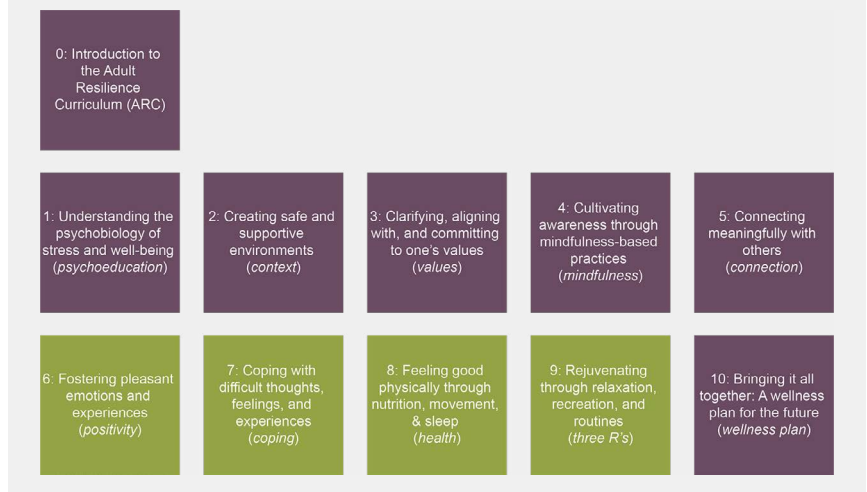 0: Introduction to
the Adult
Resilience
Curriculum (ARC)
1: Understanding the
psychobiology of
stress and well-being
(psychoeducation)
2: Creating safe and
supportive
environments
(context)
3: Clarifying, aligning
with, and committing
to one's values
(values)
4: Cultivating
awareness through
mindfulness-based
practices
(mindfulness)
5: Connecting
meaningfully with
others
(connection)
6: Fostering pleasant
emotions and
experiences
(positivity)
7: Coping with
difficult thoughts,
feelings, and
experiences
(coping)
8: Feeling good
physically through
nutrition, movement,
& sleep
(health)
9: Rejuvenating
through relaxation,
recreation, and
routines
(three R's)
10: Bringing it all
together: A wellness
plan for the future
(wellness plan)